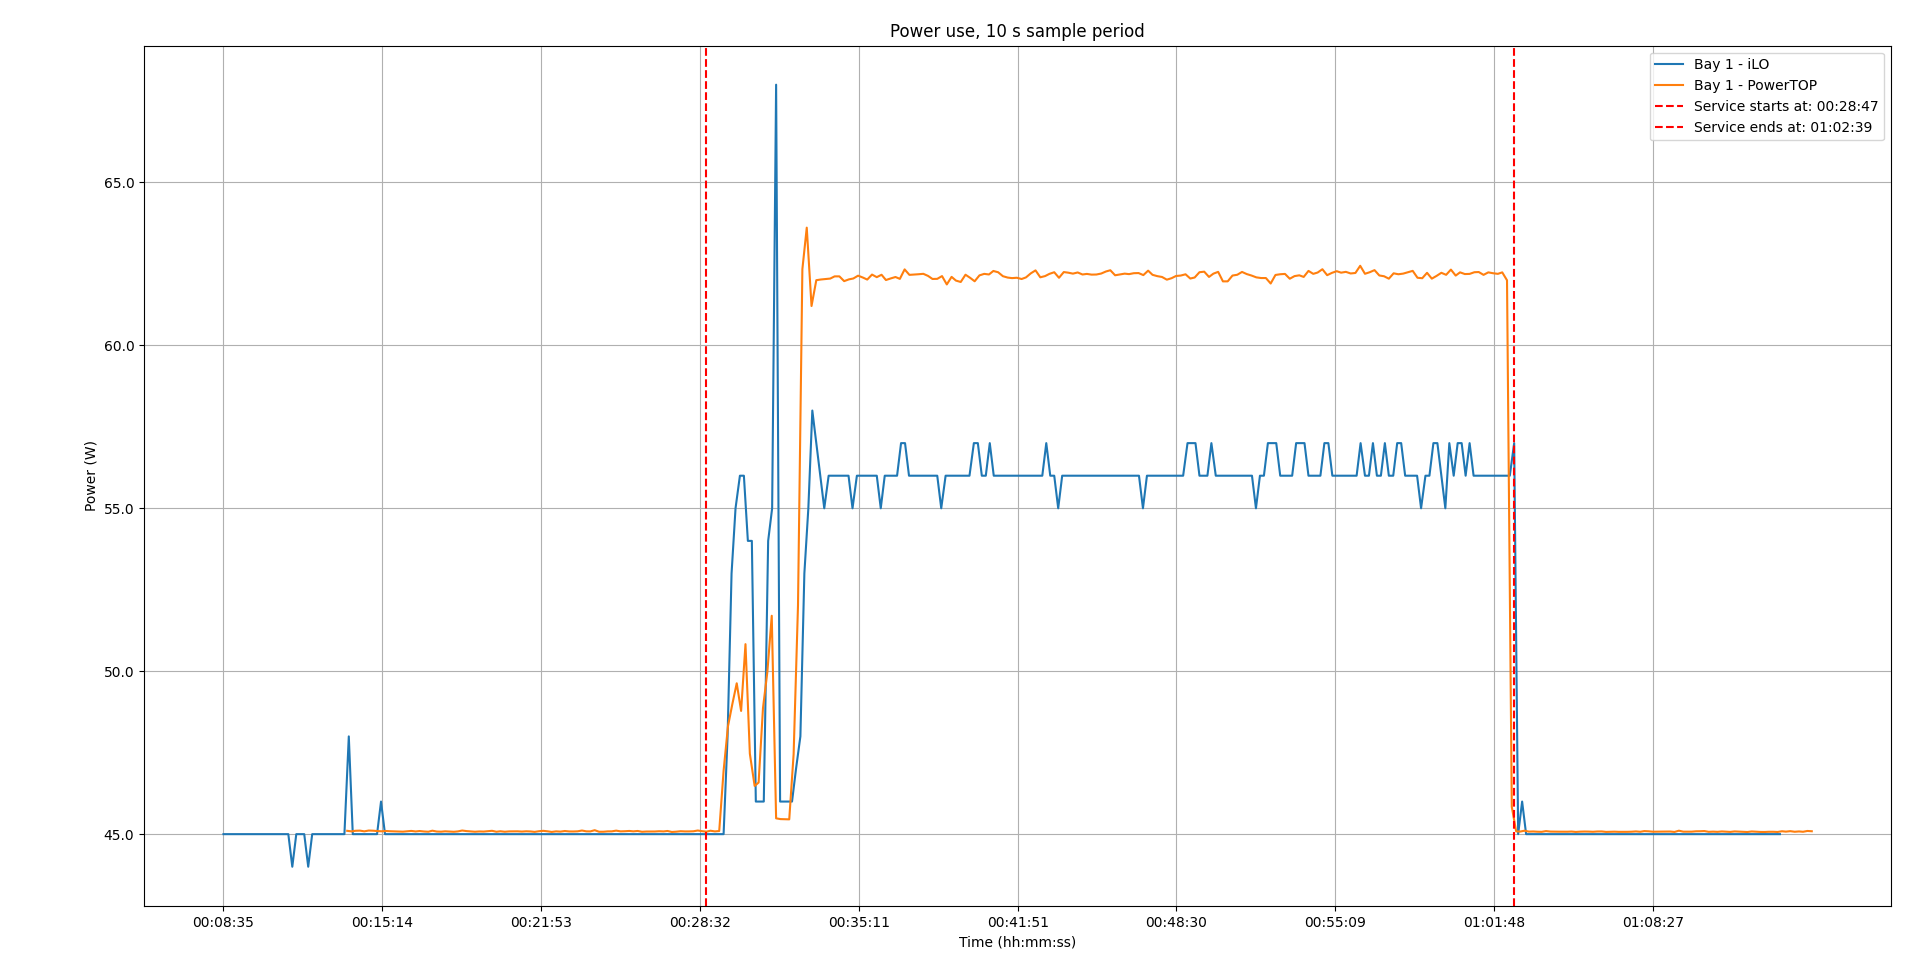 Power use, 10 s sample period
Bay 1 - iLO
Bay 1 - PowerTOP
Service starts at: 00:28:47
Service ends at: 01:02:39
Power (W)
65.0
60.0
55.0
50.0
45.0
00:08:35 00:15:14 00:21:53 00:28:32 00:35:11 00:41:51 00:48:30 00:55:09 01:01:48 01:08:27
Time (hh:mm:ss)